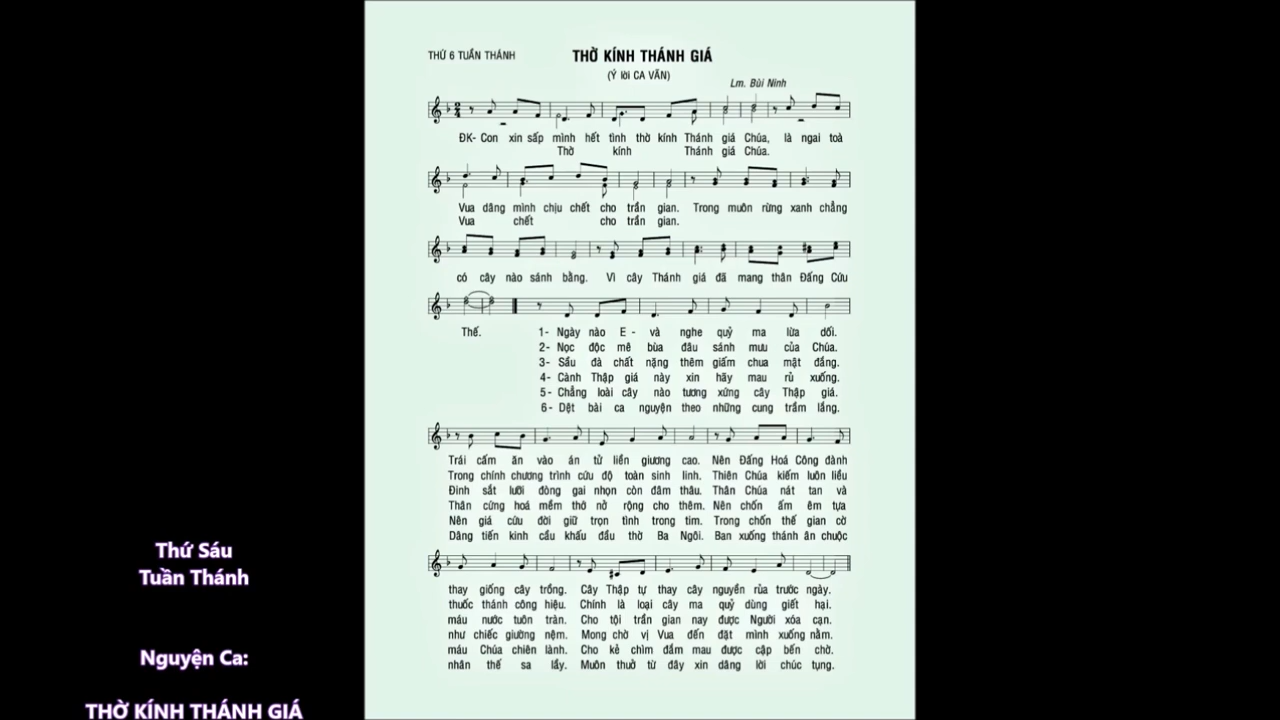 THỨ 6 TUẦN THÁNH
THỜ KÍNH THÁNH GIÁ
(Ý lời CA VÃN)
Lm. Bùi Ninh
ĐK- Con xin sấp mình hết tình thờ kính Thánh giá Chúa, là ngai toà
Thờ kính Thánh giá Chúa.
Vua dâng mình chịu chết cho trần gian. Trong muôn rừng xanh chẳng
Vua chết cho trần gian.
có cây nào sánh bằng. Vì cây Thánh giá đã mang thân Đấng Cứu
Thế. 1- Ngày nào E - và nghe quỷ ma lừa dối.
2- Nọc độc mê bùa đâu sánh mưu của Chúa.
3- Sầu đà chất nặng thêm giấm chua mật đắng.
4- Cành Thập giá này xin hãy mau rủ xuống.
5- Chẳng loài cây nào tương xứng cây Thập giá.
6- Dệt bài ca nguyện theo những cung trầm lắng.
Trái cấm ăn vào án tử liền giương cao. Nên Đấng Hoá Công đành
Trong chính chương trình cứu độ toàn sinh linh. Thiên Chúa kiếm luôn liều
Đinh sắt lưỡi đòng gai nhọn còn đâm thâu. Thân Chúa nát tan và
Thân cứng hoá mềm thớ nở rộng cho thêm. Nên chốn ấm êm tựa
Nên giá cứu đời giữ trọn tình trong tim. Trong chốn thế gian cờ
Dâng tiến kinh cầu khấu đầu thờ Ba Ngôi. Ban xuống thánh ân chuộc
thay giống cây trồng. Cây Thập tự thay cây nguyền rủa trước ngày.
thuốc thánh công hiệu. Chính là loại cây ma quỷ dùng giết hại.
máu nước tuôn tràn. Cho tội trần gian nay được Người xóa cạn.
như chiếc giường nệm. Mong chờ vị Vua đến đặt mình xuống nằm.
máu Chúa chiên lành. Cho kẻ chìm đắm mau được cập bến chờ.
nhân thế sa lầy. Muôn thuở từ đây xin dâng lời chúc tụng.
Thứ Sáu
Tuần Thánh
Nguyện Ca:
THỜ KÍNH THÁNH GIÁ